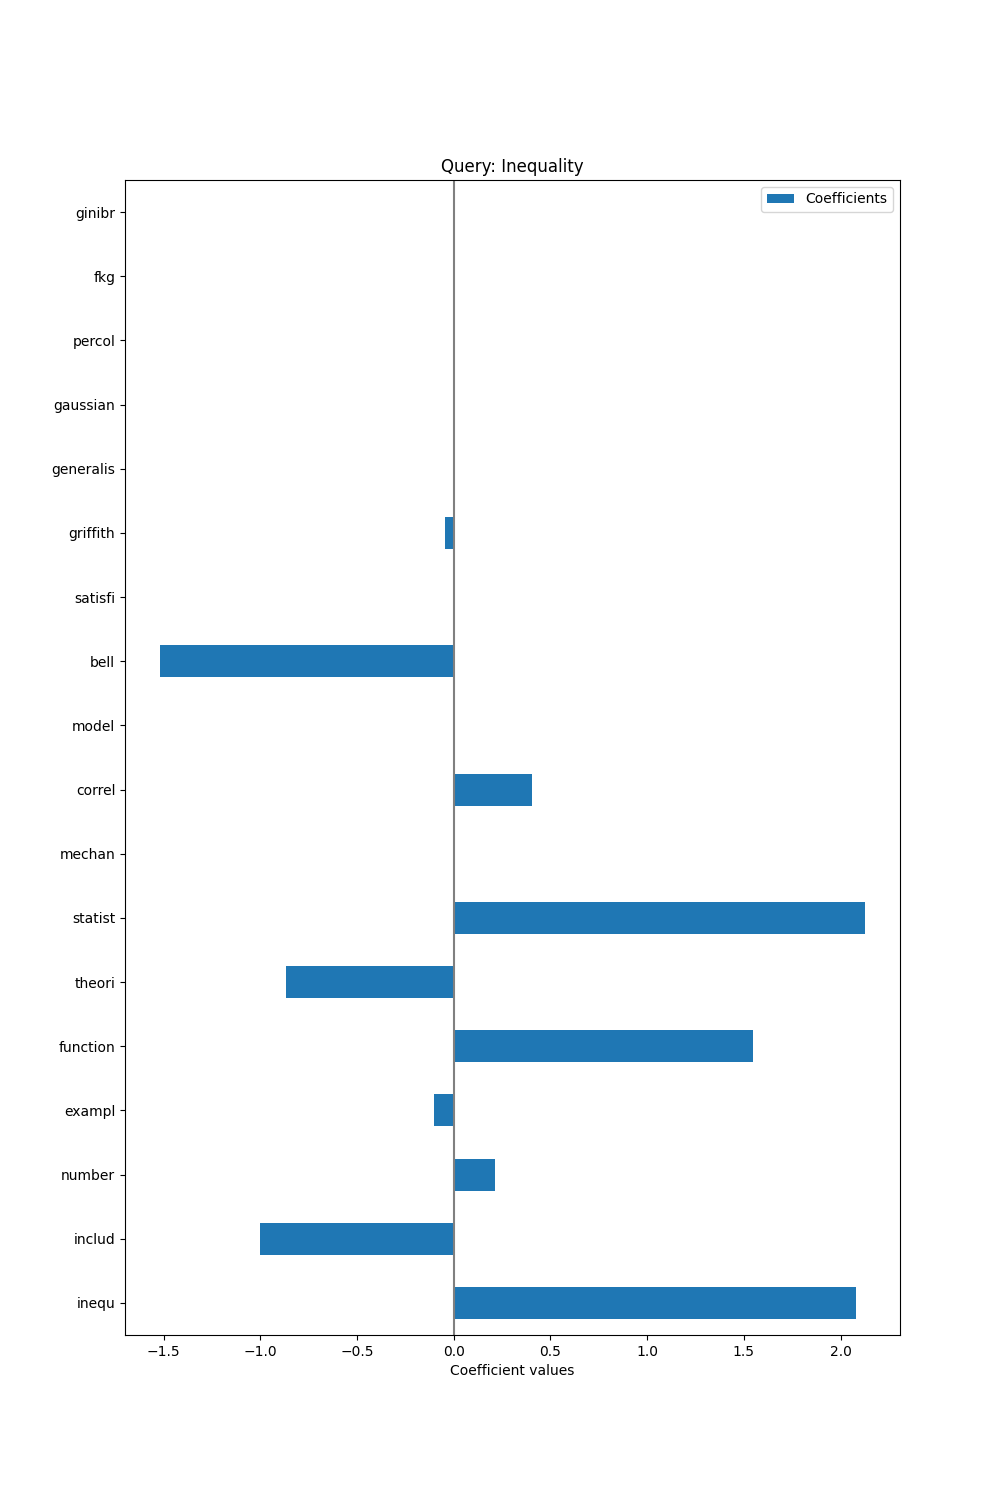 Query: Inequality
Coefficients
ginibr
fkg
percol
gaussian
generalis
griffith
satisfi
bell
model
correl
mechan
statist
theori
function
exampl
number
includ
inequ
−1.5 −1.0 −0.5 0.0 0.5 1.0 1.5 2.0
Coefficient values